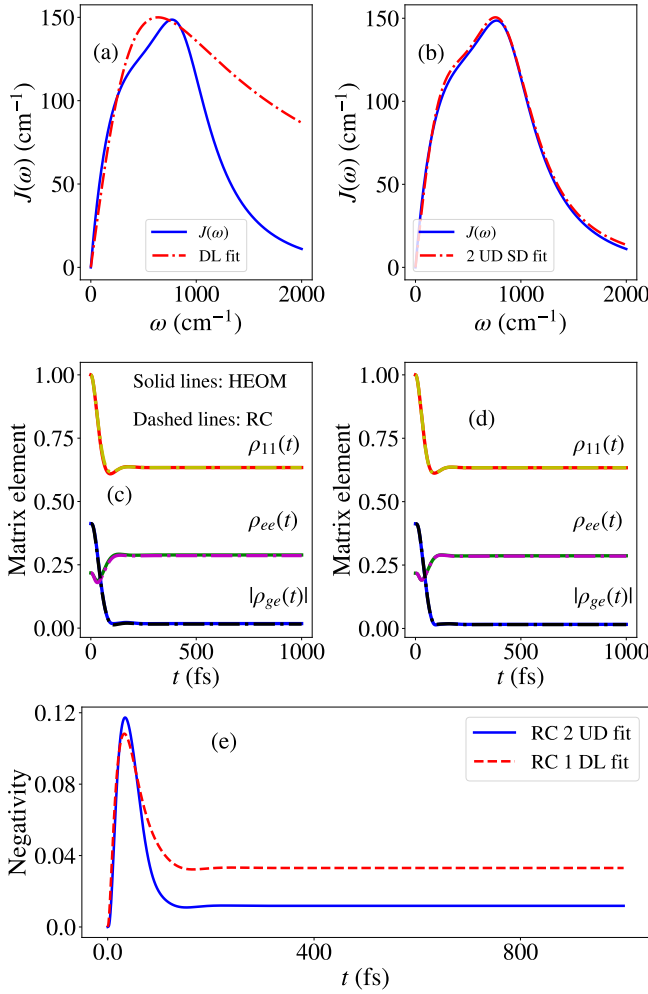 (a)
150
100
50
0
J(ω) (cm⁻¹)
J(ω)
DL fit
0
1000
2000
ω (cm⁻¹)
(b)
150
100
50
0
J(ω) (cm⁻¹)
J(ω)
2 UD SD fit
0
1000
2000
ω (cm⁻¹)
1.00
0.75
0.50
0.25
0.00
Matrix element
Solid lines: HEOM
Dashed lines: RC
ρ₁₁(t)
(c)
ρₑₑ(t)
|ρ_{ge}(t)|
0
500
1000
t (fs)
1.00
0.75
0.50
0.25
0.00
Matrix element
(d)
ρ₁₁(t)
ρₑₑ(t)
|ρ_{ge}(t)|
0
500
1000
t (fs)
0.12
0.08
0.04
0.0
Negativity
(e)
RC 2 UD fit
RC 1 DL fit
0.0
400
800
t (fs)